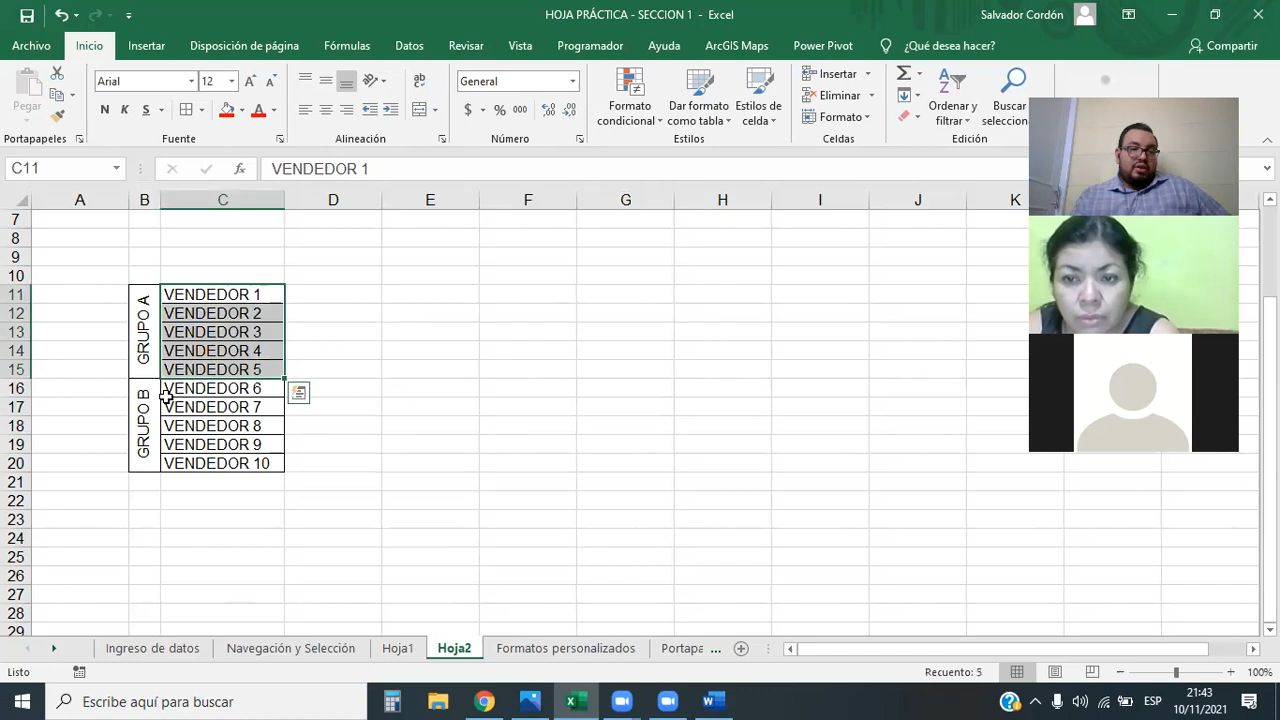 HOJA PRÁCTICA - SECCION 1 - Excel
Salvador Cordón
Archivo Inicio Insertar Disposición de página Fórmulas Datos Revisar Vista Programador Ayuda ArcGIS Maps Power Pivot ¿Qué desea hacer? Compartir
Pegar
Arial 12
N K S
General
$ % 000
Formato condicional
Dar formato como tabla
Estilos de celda
Insertar
Eliminar
Formato
Ordenar y filtrar
Buscar
selecciona
Portapapeles Fuente Alineación Número Estilos Celdas Edición
C11 fx VENDEDOR 1
A B C D E F G H I J K
7
8
9
10
11 VENDEDOR 1
12 VENDEDOR 2
13 VENDEDOR 3
14 VENDEDOR 4
15 VENDEDOR 5
16 VENDEDOR 6
17 VENDEDOR 7
18 VENDEDOR 8
19 VENDEDOR 9
20 VENDEDOR 10
GRUPO A
GRUPO B
21
22
23
24
25
26
27
28
29
Ingreso de datos Navegación y Selección Hoja1 Hoja2 Formatos personalizados Portapa ...
Listo Recuento: 5 100%
Escribe aquí para buscar
ESP
21:43
10/11/2021